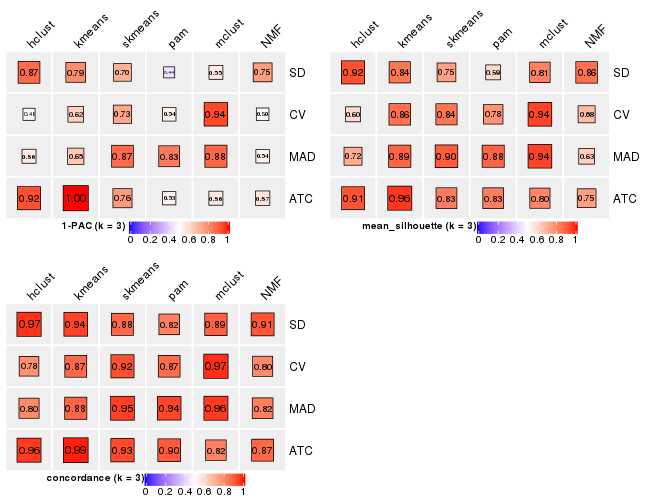 hclust kmeans skmeans pam mclust NMF
0.87 0.79 0.70 0.44 0.55 0.75 SD
0.62 0.73 0.54 0.94 0.50 CV
0.56 0.65 0.87 0.83 0.88 0.54 MAD
0.92 1.00 0.76 0.53 0.56 0.57 ATC
1-PAC (k = 3)
0 0.2 0.4 0.6 0.8 1
hclust kmeans skmeans pam mclust NMF
0.92 0.84 0.75 0.59 0.81 0.86 SD
0.60 0.86 0.84 0.78 0.94 0.68 CV
0.72 0.89 0.90 0.88 0.94 0.63 MAD
0.91 0.96 0.83 0.83 0.80 0.75 ATC
mean_silhouette (k = 3)
0 0.2 0.4 0.6 0.8 1
hclust kmeans skmeans pam mclust NMF
0.97 0.94 0.88 0.82 0.89 0.91 SD
0.78 0.87 0.92 0.87 0.97 0.80 CV
0.80 0.88 0.95 0.94 0.96 0.82 MAD
0.96 0.99 0.93 0.90 0.82 0.87 ATC
concordance (k = 3)
0 0.2 0.4 0.6 0.8 1